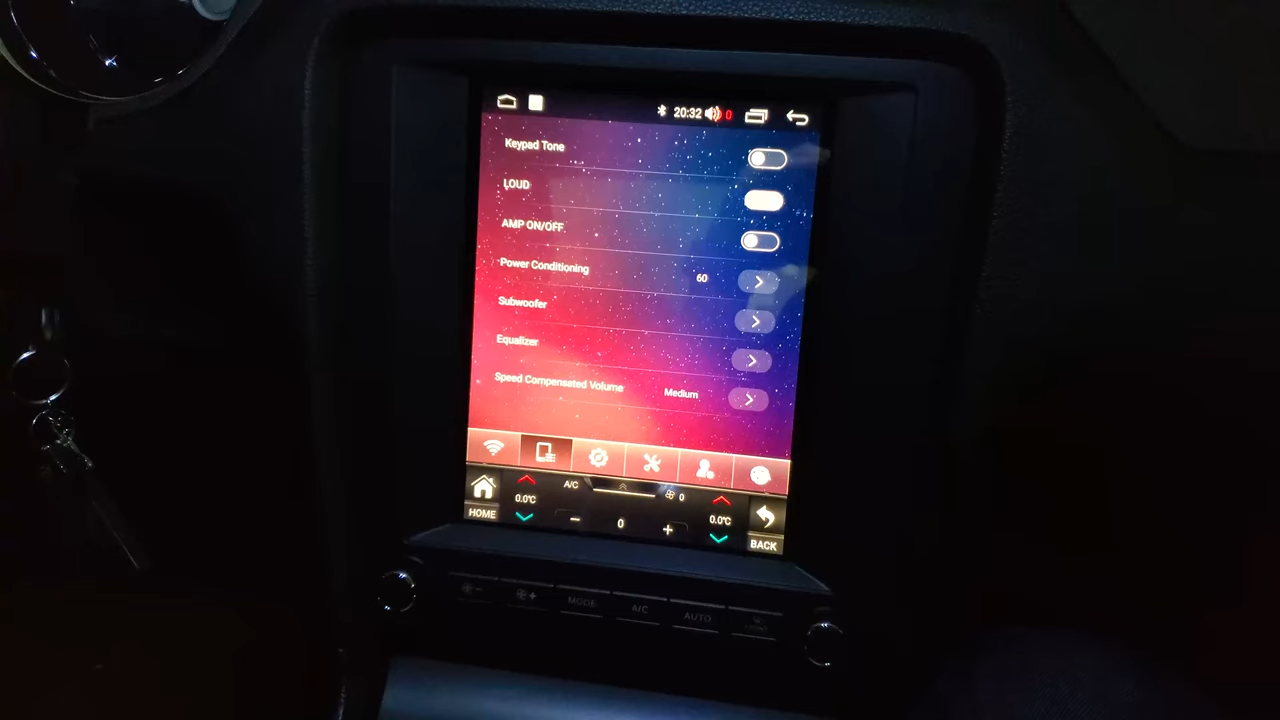 20:32 0
Keypad Tone
LOUD
AMP ON/OFF
Power Conditioning 60
Subwoofer
Equalizer
Speed Compensated Volume Medium
A/C 0
0.0°C 0.0°C
HOME 0 BACK
MODE A/C AUTO